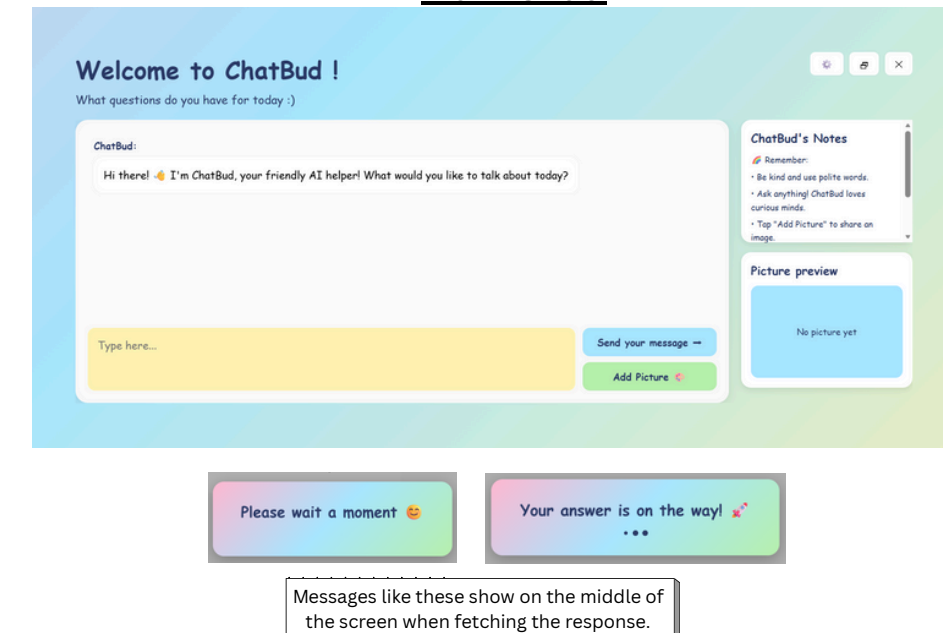 Welcome to ChatBud !
What questions do you have for today :)
ChatBud:
Hi there! 👋 I'm ChatBud, your friendly AI helper! What would you like to talk about today?
Type here...
Send your message →
Add Picture
ChatBud's Notes
🌈 Remember:
• Be kind and use polite words.
• Ask anything! ChatBud loves
curious minds.
• Tap "Add Picture" to share an
image.
Picture preview
No picture yet
Please wait a moment 😊
Your answer is on the way! 💞
Messages like these show on the middle of
the screen when fetching the response.